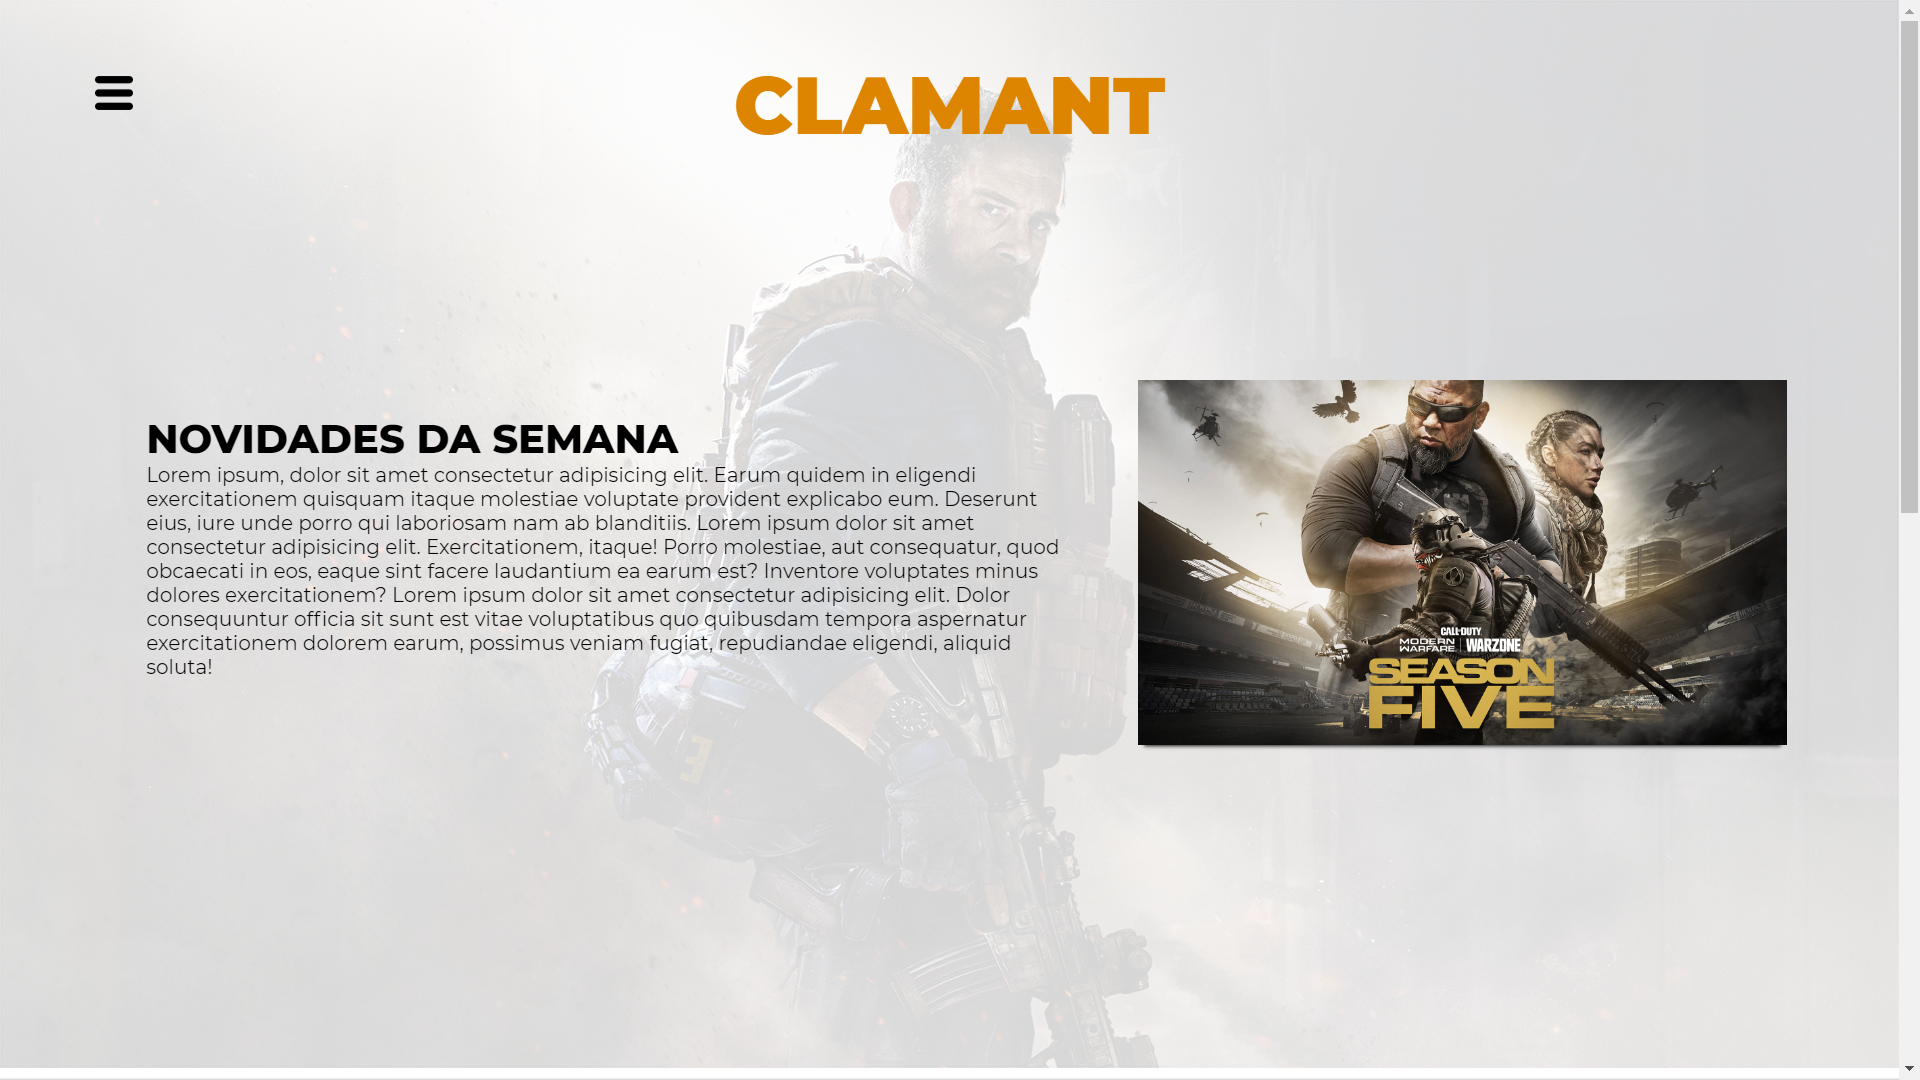 CLAMANT
NOVIDADES DA SEMANA
Lorem ipsum, dolor sit amet consectetur adipisicing elit. Earum quidem in eligendi
exercitationem quisquam itaque molestiae voluptate provident explicabo eum. Deserunt
eius, iure unde porro qui laboriosam nam ab blanditiis. Lorem ipsum dolor sit amet
consectetur adipisicing elit. Exercitationem, itaque! Porro molestiae, aut consequatur, quod
obcaecati in eos, eaque sint facere laudantium ea earum est? Inventore voluptates minus
dolores exercitationem? Lorem ipsum dolor sit amet consectetur adipisicing elit. Dolor
consequuntur officia sit sunt est vitae voluptatibus quo quibusdam tempora aspernatur
exercitationem dolorem earum, possimus veniam fugiat, repudiandae eligendi, aliquid
soluta!
CALL OF DUTY
MODERN WARFARE | WARZONE
SEASON
FIVE